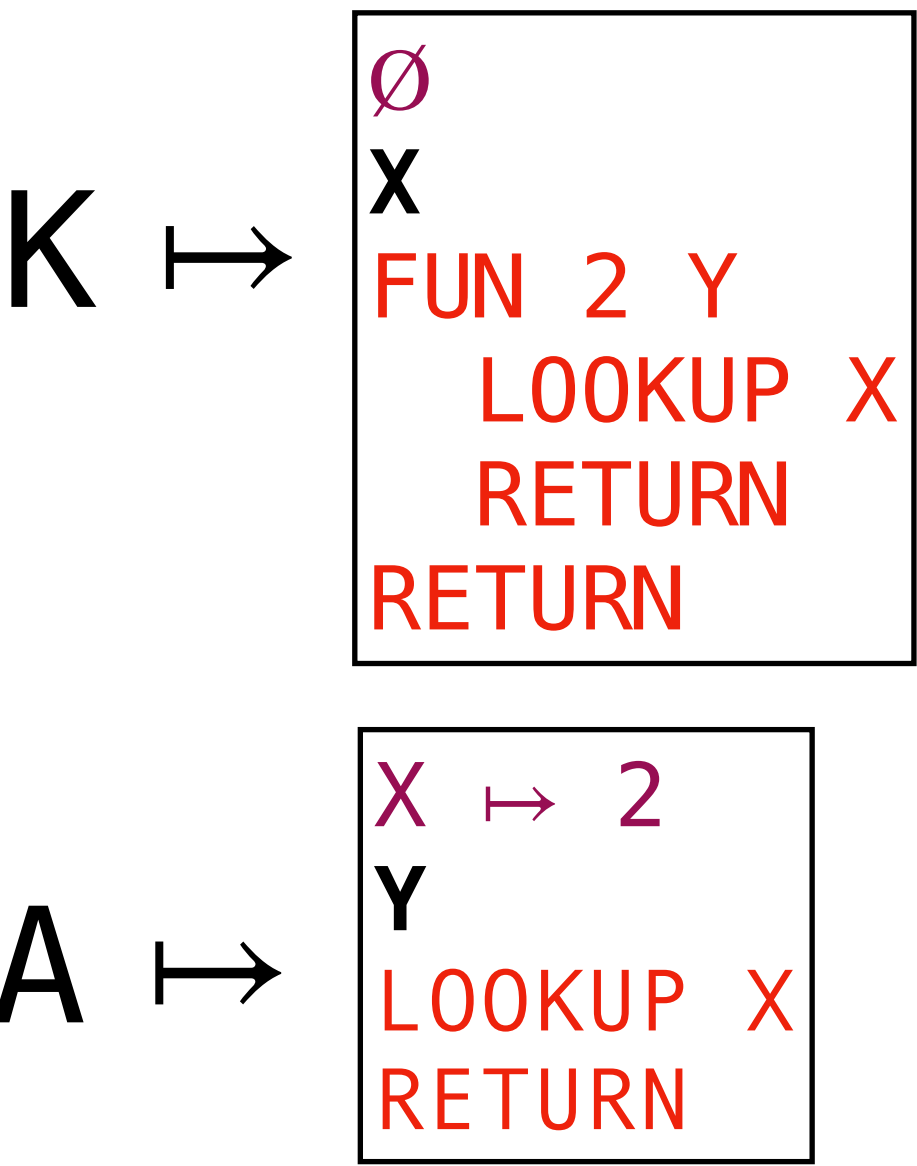 K ↦
Ø
X
FUN 2 Y
LOOKUP X
RETURN
RETURN
A ↦
X ↦ 2
Y
LOOKUP X
RETURN